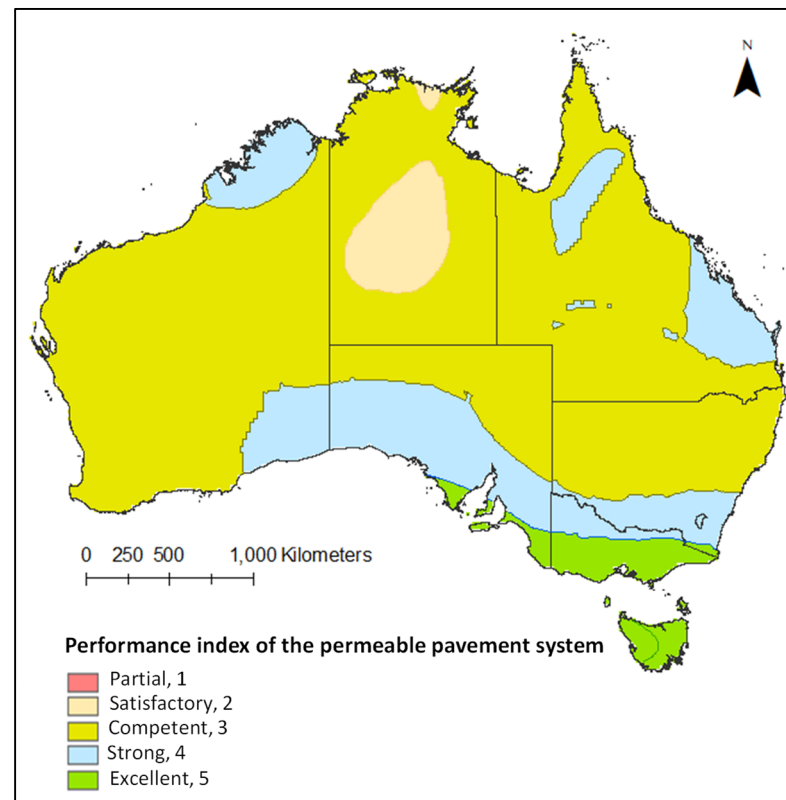 N
0 250 500 1,000 Kilometers
Performance index of the permeable pavement system
Partial, 1
Satisfactory, 2
Competent, 3
Strong, 4
Excellent, 5